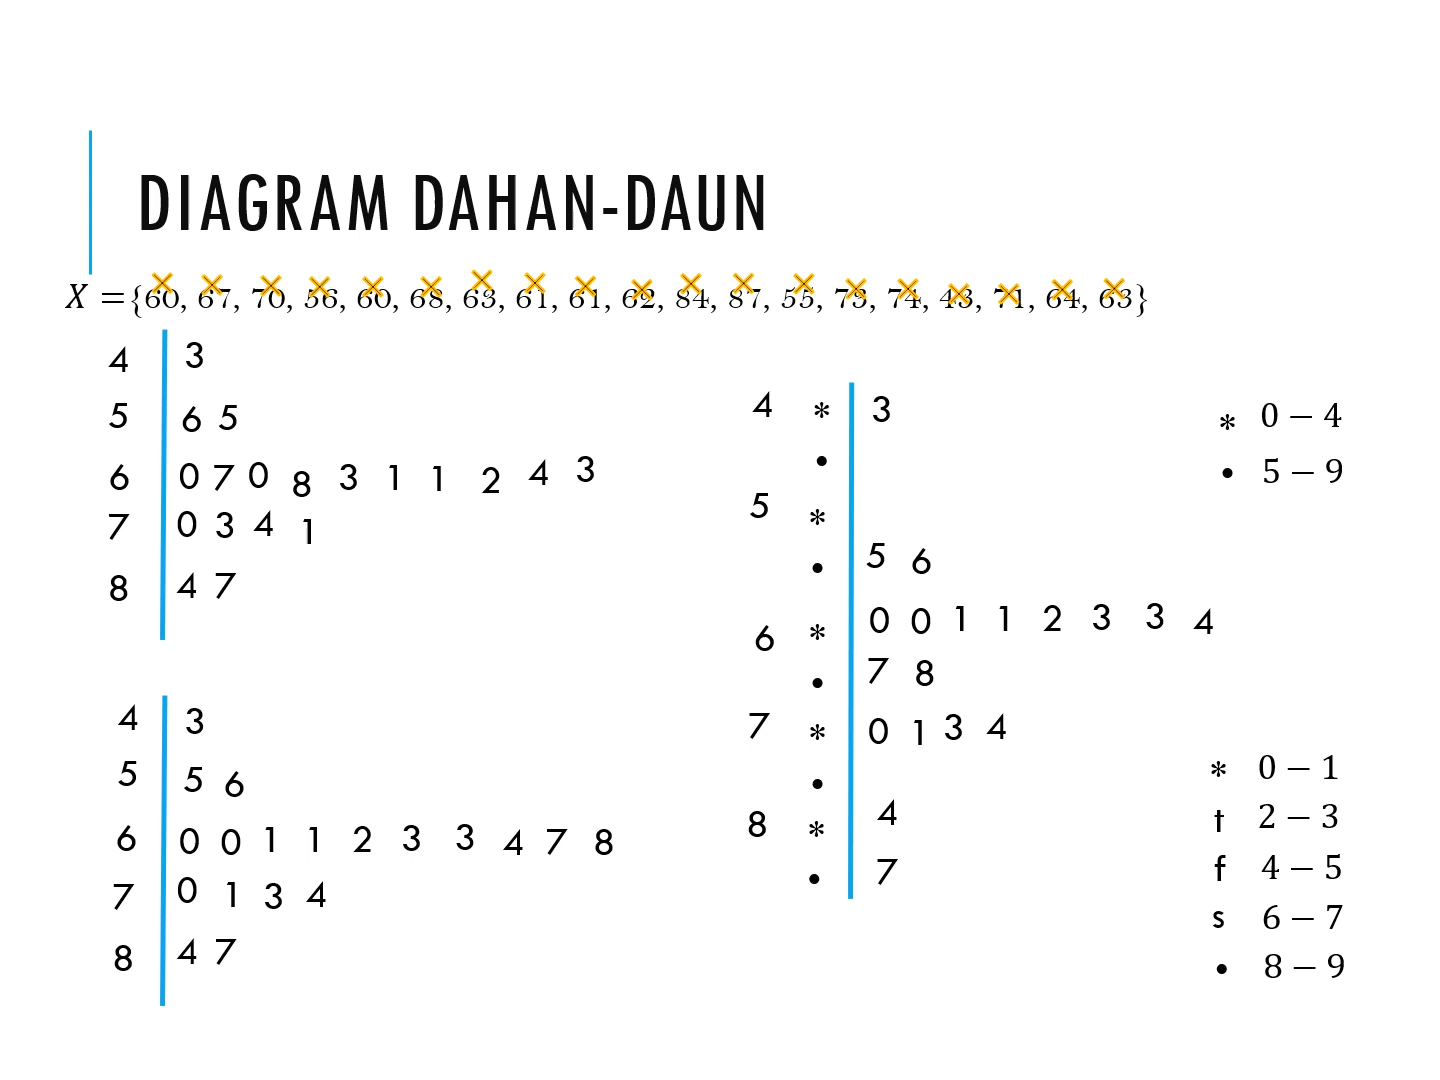 DIAGRAM DAHAN-DAUN
X = {60, 67, 70, 56, 60, 68, 63, 61, 61, 62, 84, 87, 55, 73, 74, 43, 71, 64, 63}
4 3
5 6 5
6 0 7 0 8 3 1 1 2 4 3
7 0 3 4 1
8 4 7
4 3
5 5 6
6 0 0 1 1 2 3 3 4 7 8
7 0 1 3 4
8 4 7
4 * 3
•
5 *
• 5 6
6 * 0 0 1 1 2 3 3 4
• 7 8
7 * 0 1 3 4
•
8 * 4
• 7
* 0 − 4
• 5 − 9
* 0 − 1
t 2 − 3
f 4 − 5
s 6 − 7
• 8 − 9